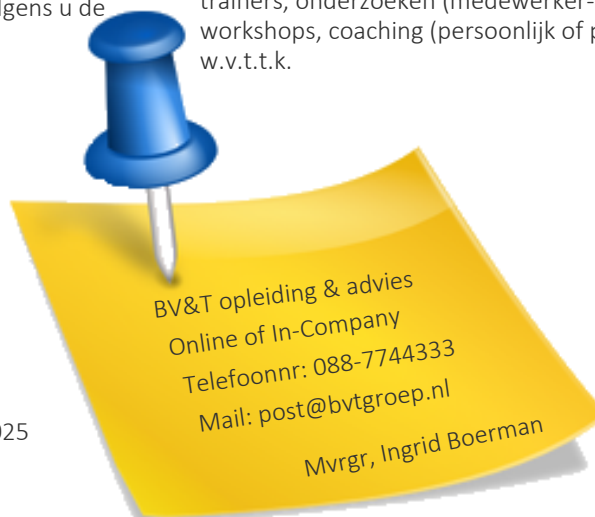 lgens u de
trainers, onderzoeken (medewerker-
workshops, coaching (persoonlijk of p
w.v.t.t.k.
BV&T opleiding & advies
Online of In-Company
Telefoonnr: 088-7744333
Mail: post@bvtgroep.nl
Mvrgr, Ingrid Boerman
025